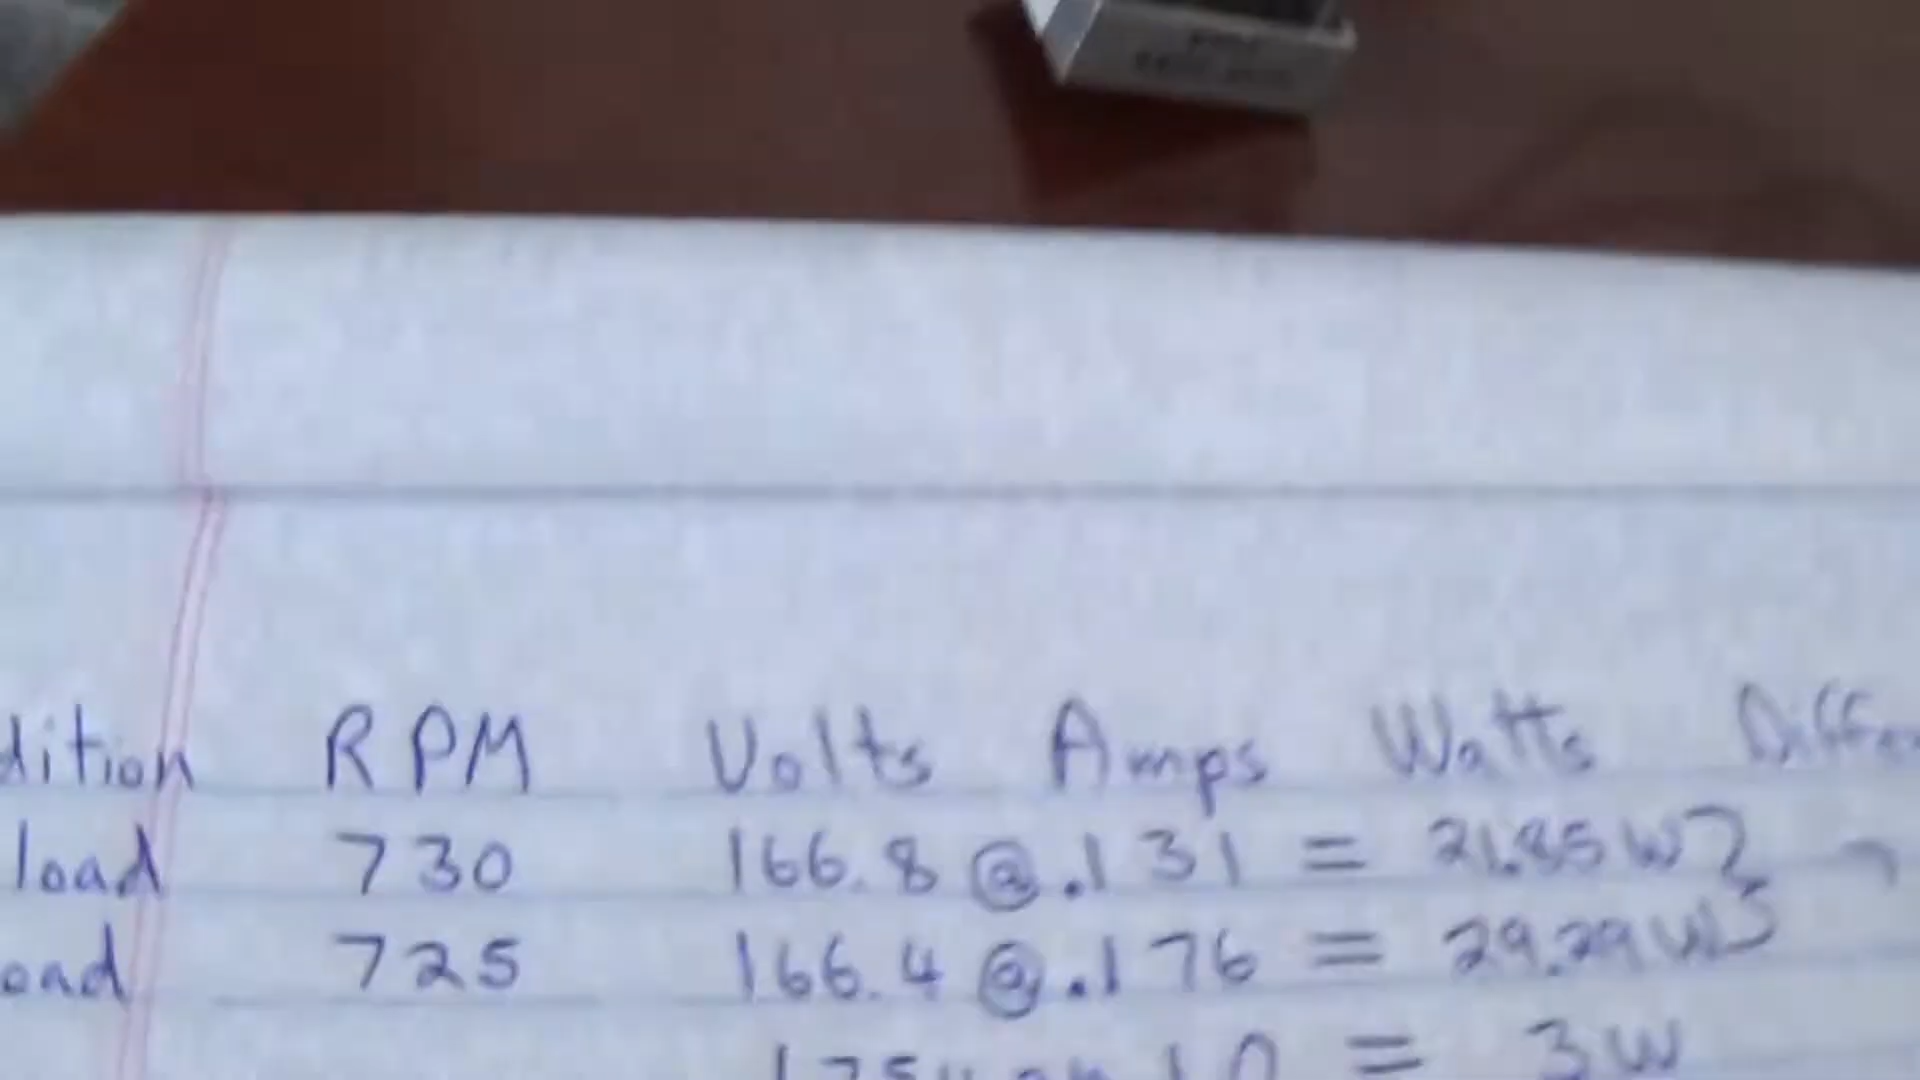 dition RPM Volts Amps Watts Differ
load 730 166.8 @ .131 = 21.85 W
oad 725 166.4 @ .176 = 29.29 W
= 3W